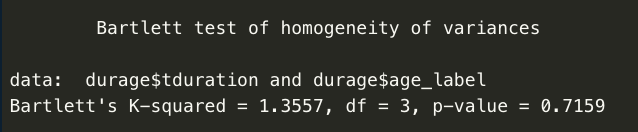 Bartlett test of homogeneity of variances
data:  durage$tduration and durage$age_label
Bartlett's K-squared = 1.3557, df = 3, p-value = 0.7159